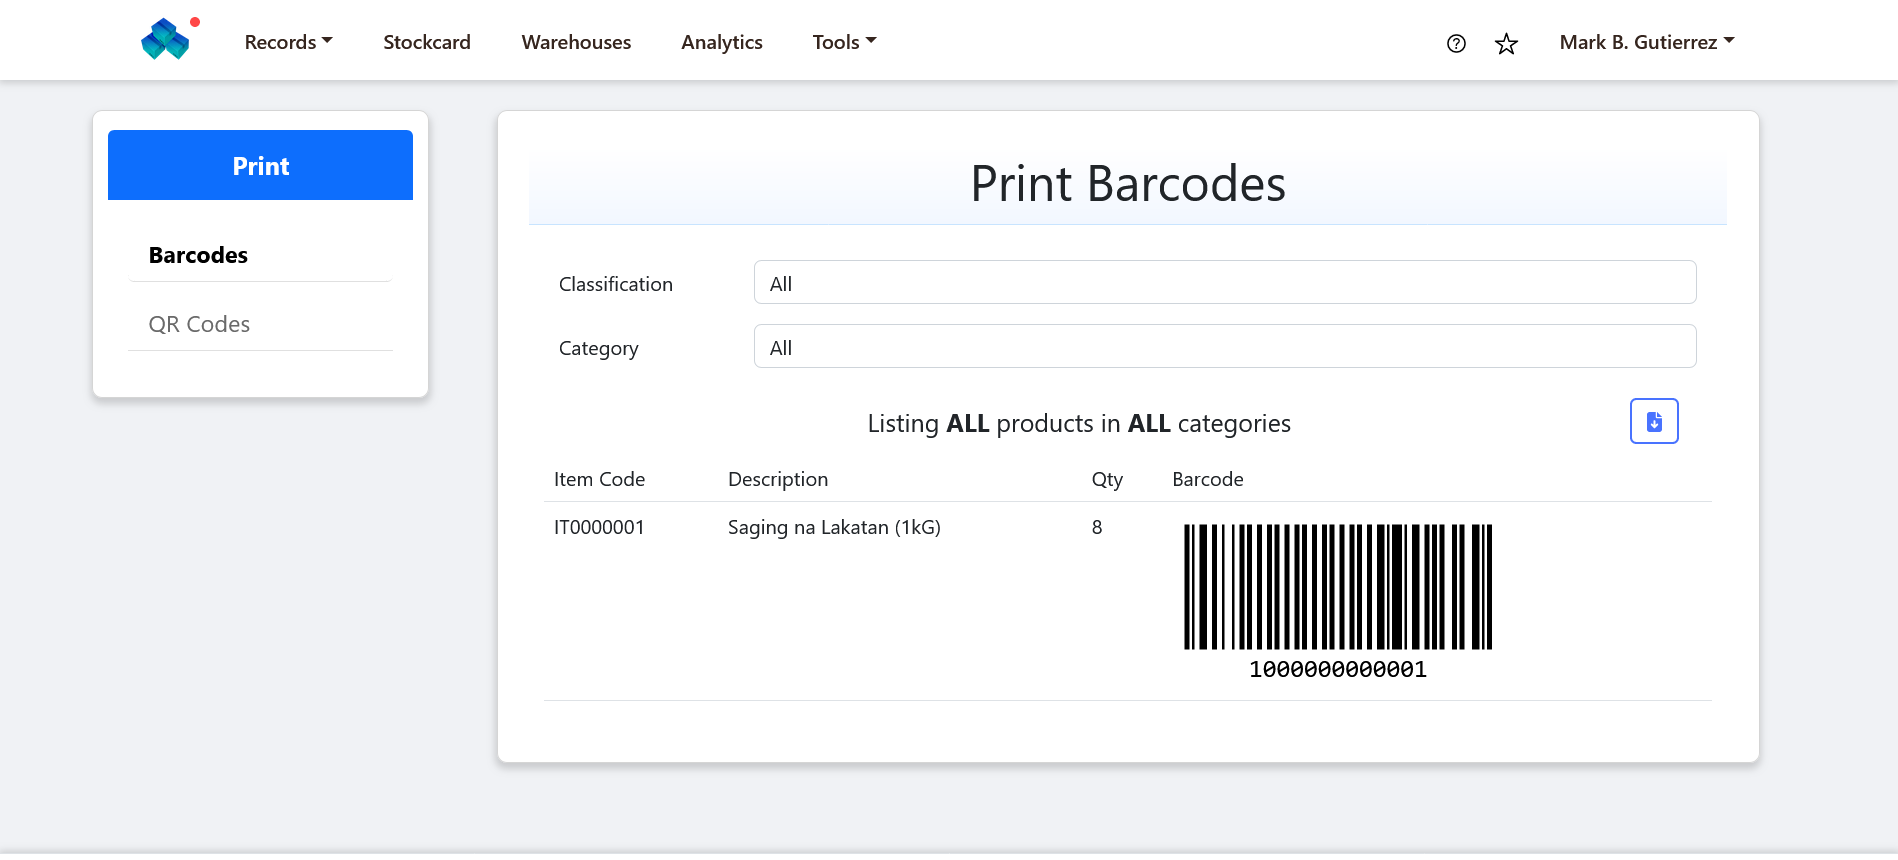 Records Stockcard Warehouses Analytics Tools Mark B. Gutierrez
Print
Barcodes
QR Codes
Print Barcodes
Classification All
Category All
Listing ALL products in ALL categories
Item Code Description Qty Barcode
IT0000001 Saging na Lakatan (1kG) 8
1000000000001